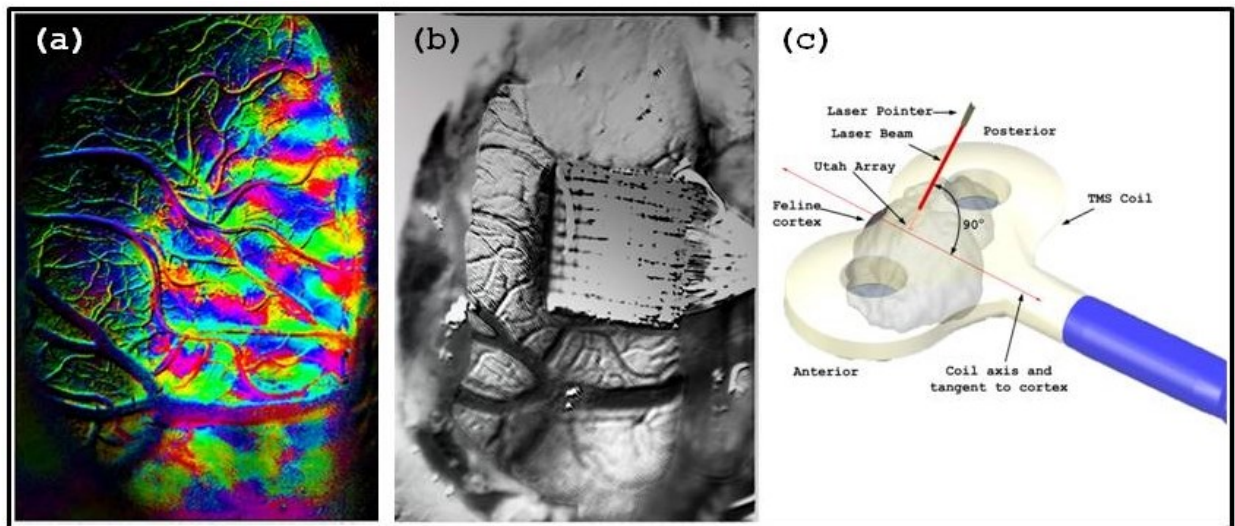 (a)
(b)
(c)
Laser Pointer
Laser Beam
Posterior
Utah Array
Feline
cortex
90°
TMS Coil
Anterior
Coil axis and
tangent to cortex